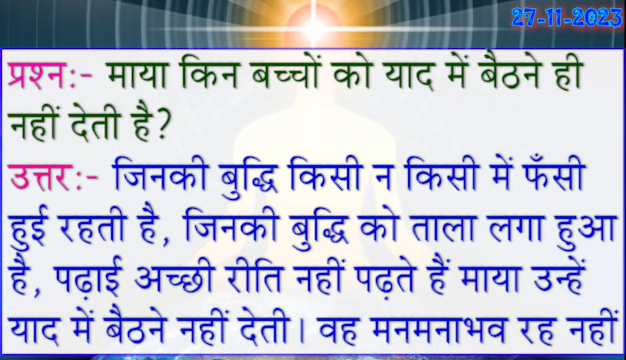 27-11-2023
प्रश्न:- माया किन बच्चों को याद में बैठने ही
नहीं देती है?
उत्तर:- जिनकी बुद्धि किसी न किसी में फँसी
हुई रहती है, जिनकी बुद्धि को ताला लगा हुआ
है, पढ़ाई अच्छी रीति नहीं पढ़ते हैं माया उन्हें
याद में बैठने नहीं देती। वह मनमनाभव रह नहीं